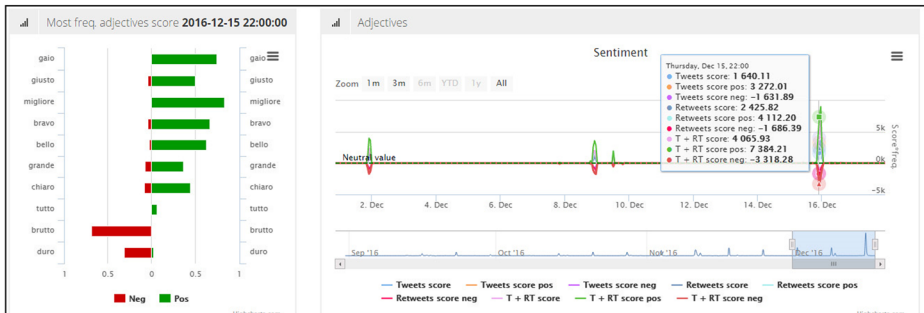 Most freq. adjectives score 2016-12-15 22:00:00
gaio
giusto
migliore
bravo
bello
grande
chiaro
tutto
brutto
duro
gaio
giusto
migliore
bravo
bello
grande
chiaro
tutto
brutto
duro
1 0.5 0 0.5 1
Neg Pos
Adjectives
Sentiment
Zoom 1m 3m 6m YTD 1y All
Thursday, Dec 15, 22:00
Tweets score: 1 640.11
Tweets score pos: 3 272.01
Tweets score neg: −1 631.89
Retweets score: 2 425.82
Retweets score pos: 4 112.20
Retweets score neg: −1 686.39
T + RT score: 4 065.93
T + RT score pos: 7 384.21
T + RT score neg: −3 318.28
Neutral value
5k
0k
−5k
Score*freq.
2. Dec 4. Dec 6. Dec 8. Dec 10. Dec 12. Dec 14. Dec 16. Dec
Sep '16 Oct '16 Nov '16 Dec '16
Tweets score Tweets score pos Tweets score neg Retweets score Retweets score pos
Retweets score neg T + RT score T + RT score pos T + RT score neg